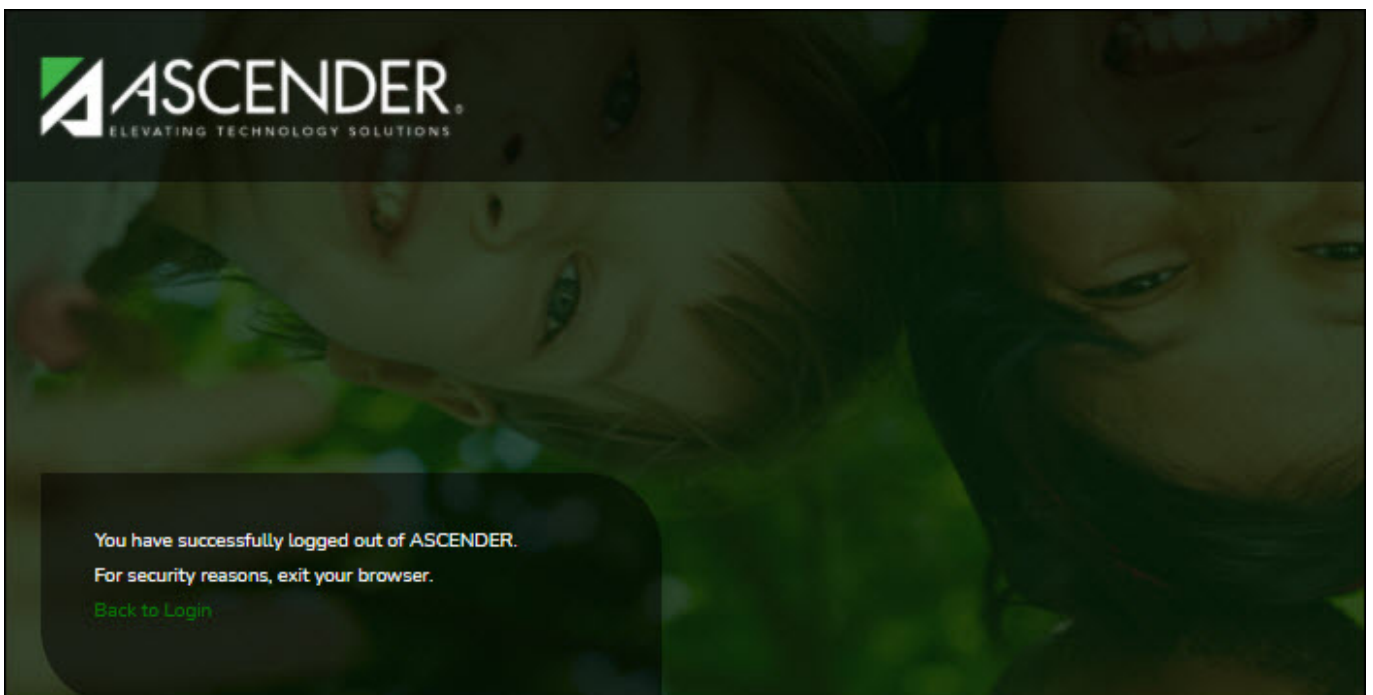 ASCENDER®
ELEVATING TECHNOLOGY SOLUTIONS
You have successfully logged out of ASCENDER.
For security reasons, exit your browser.
Back to Login